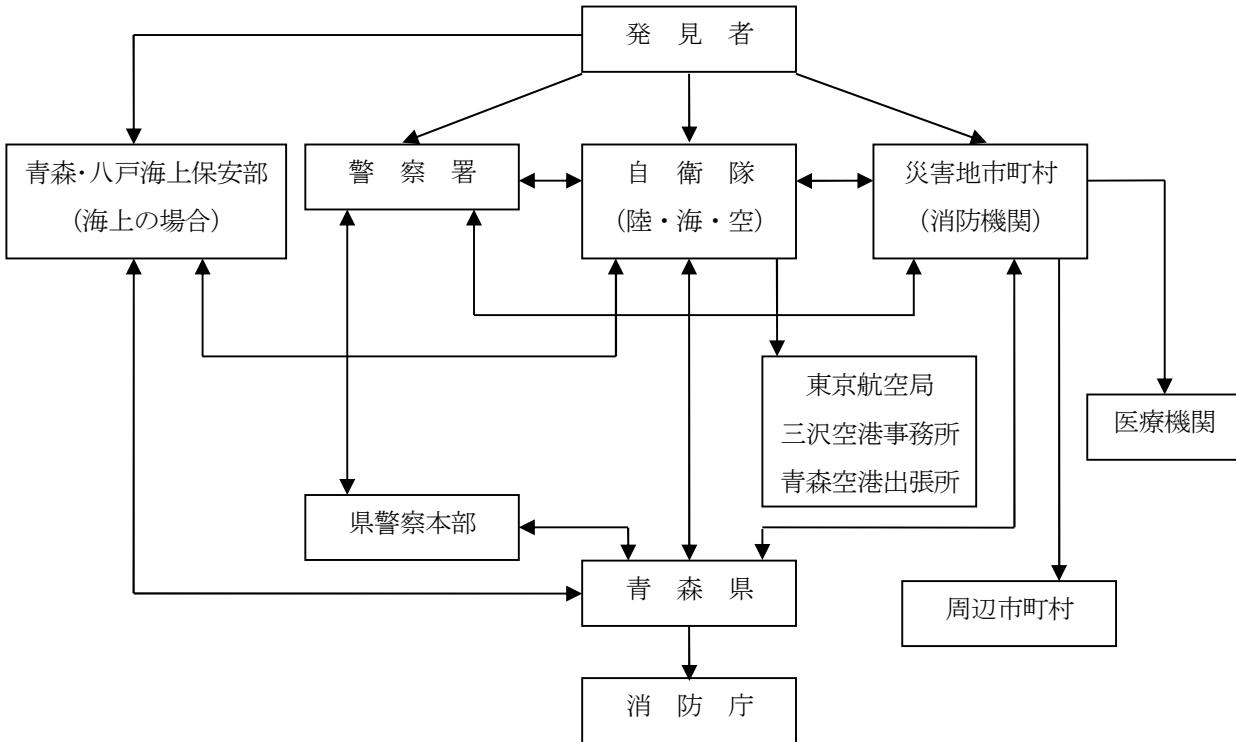 発　見　者
青森・八戸海上保安部
（海上の場合）
警　察　署
自　衛　隊
（陸・海・空）
災害地市町村
（消防機関）
東京航空局
三沢空港事務所
青森空港出張所
医療機関
県警察本部
青　森　県
周辺市町村
消　防　庁